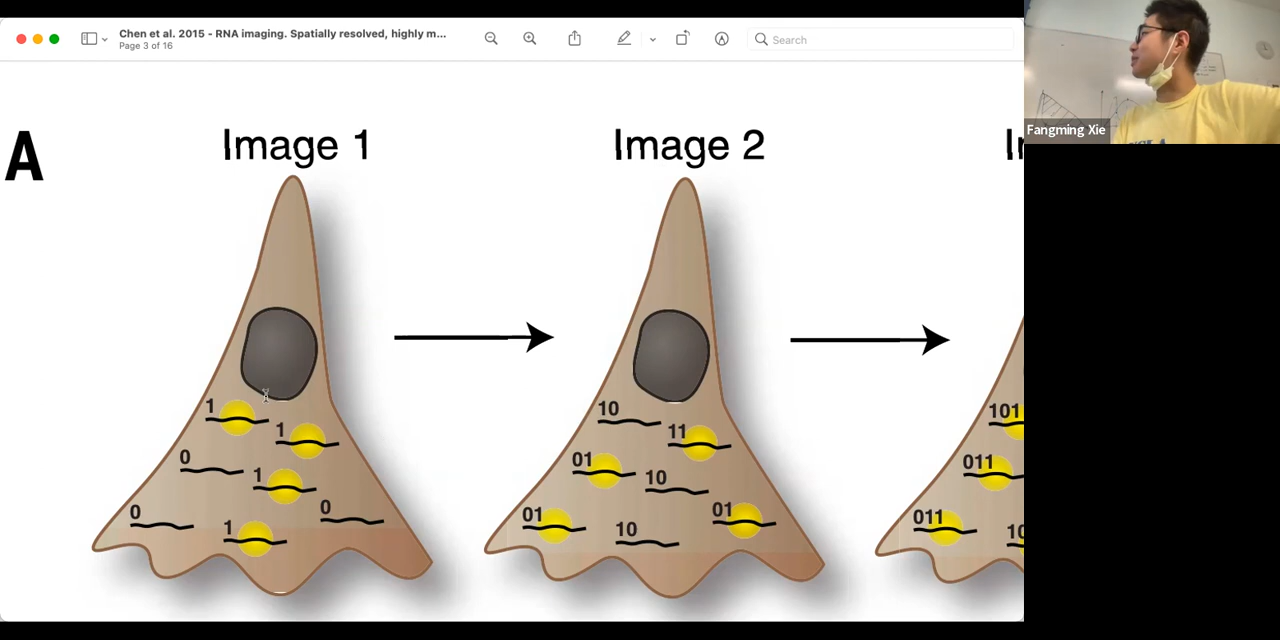 Chen et al. 2015 - RNA imaging. Spatially resolved, highly m...
Page 3 of 16
Search
Fangming Xie
A
Image 1
Image 2
1
1
0
1
0
0
1
10
11
01
10
01
01
10
101
011
011
10